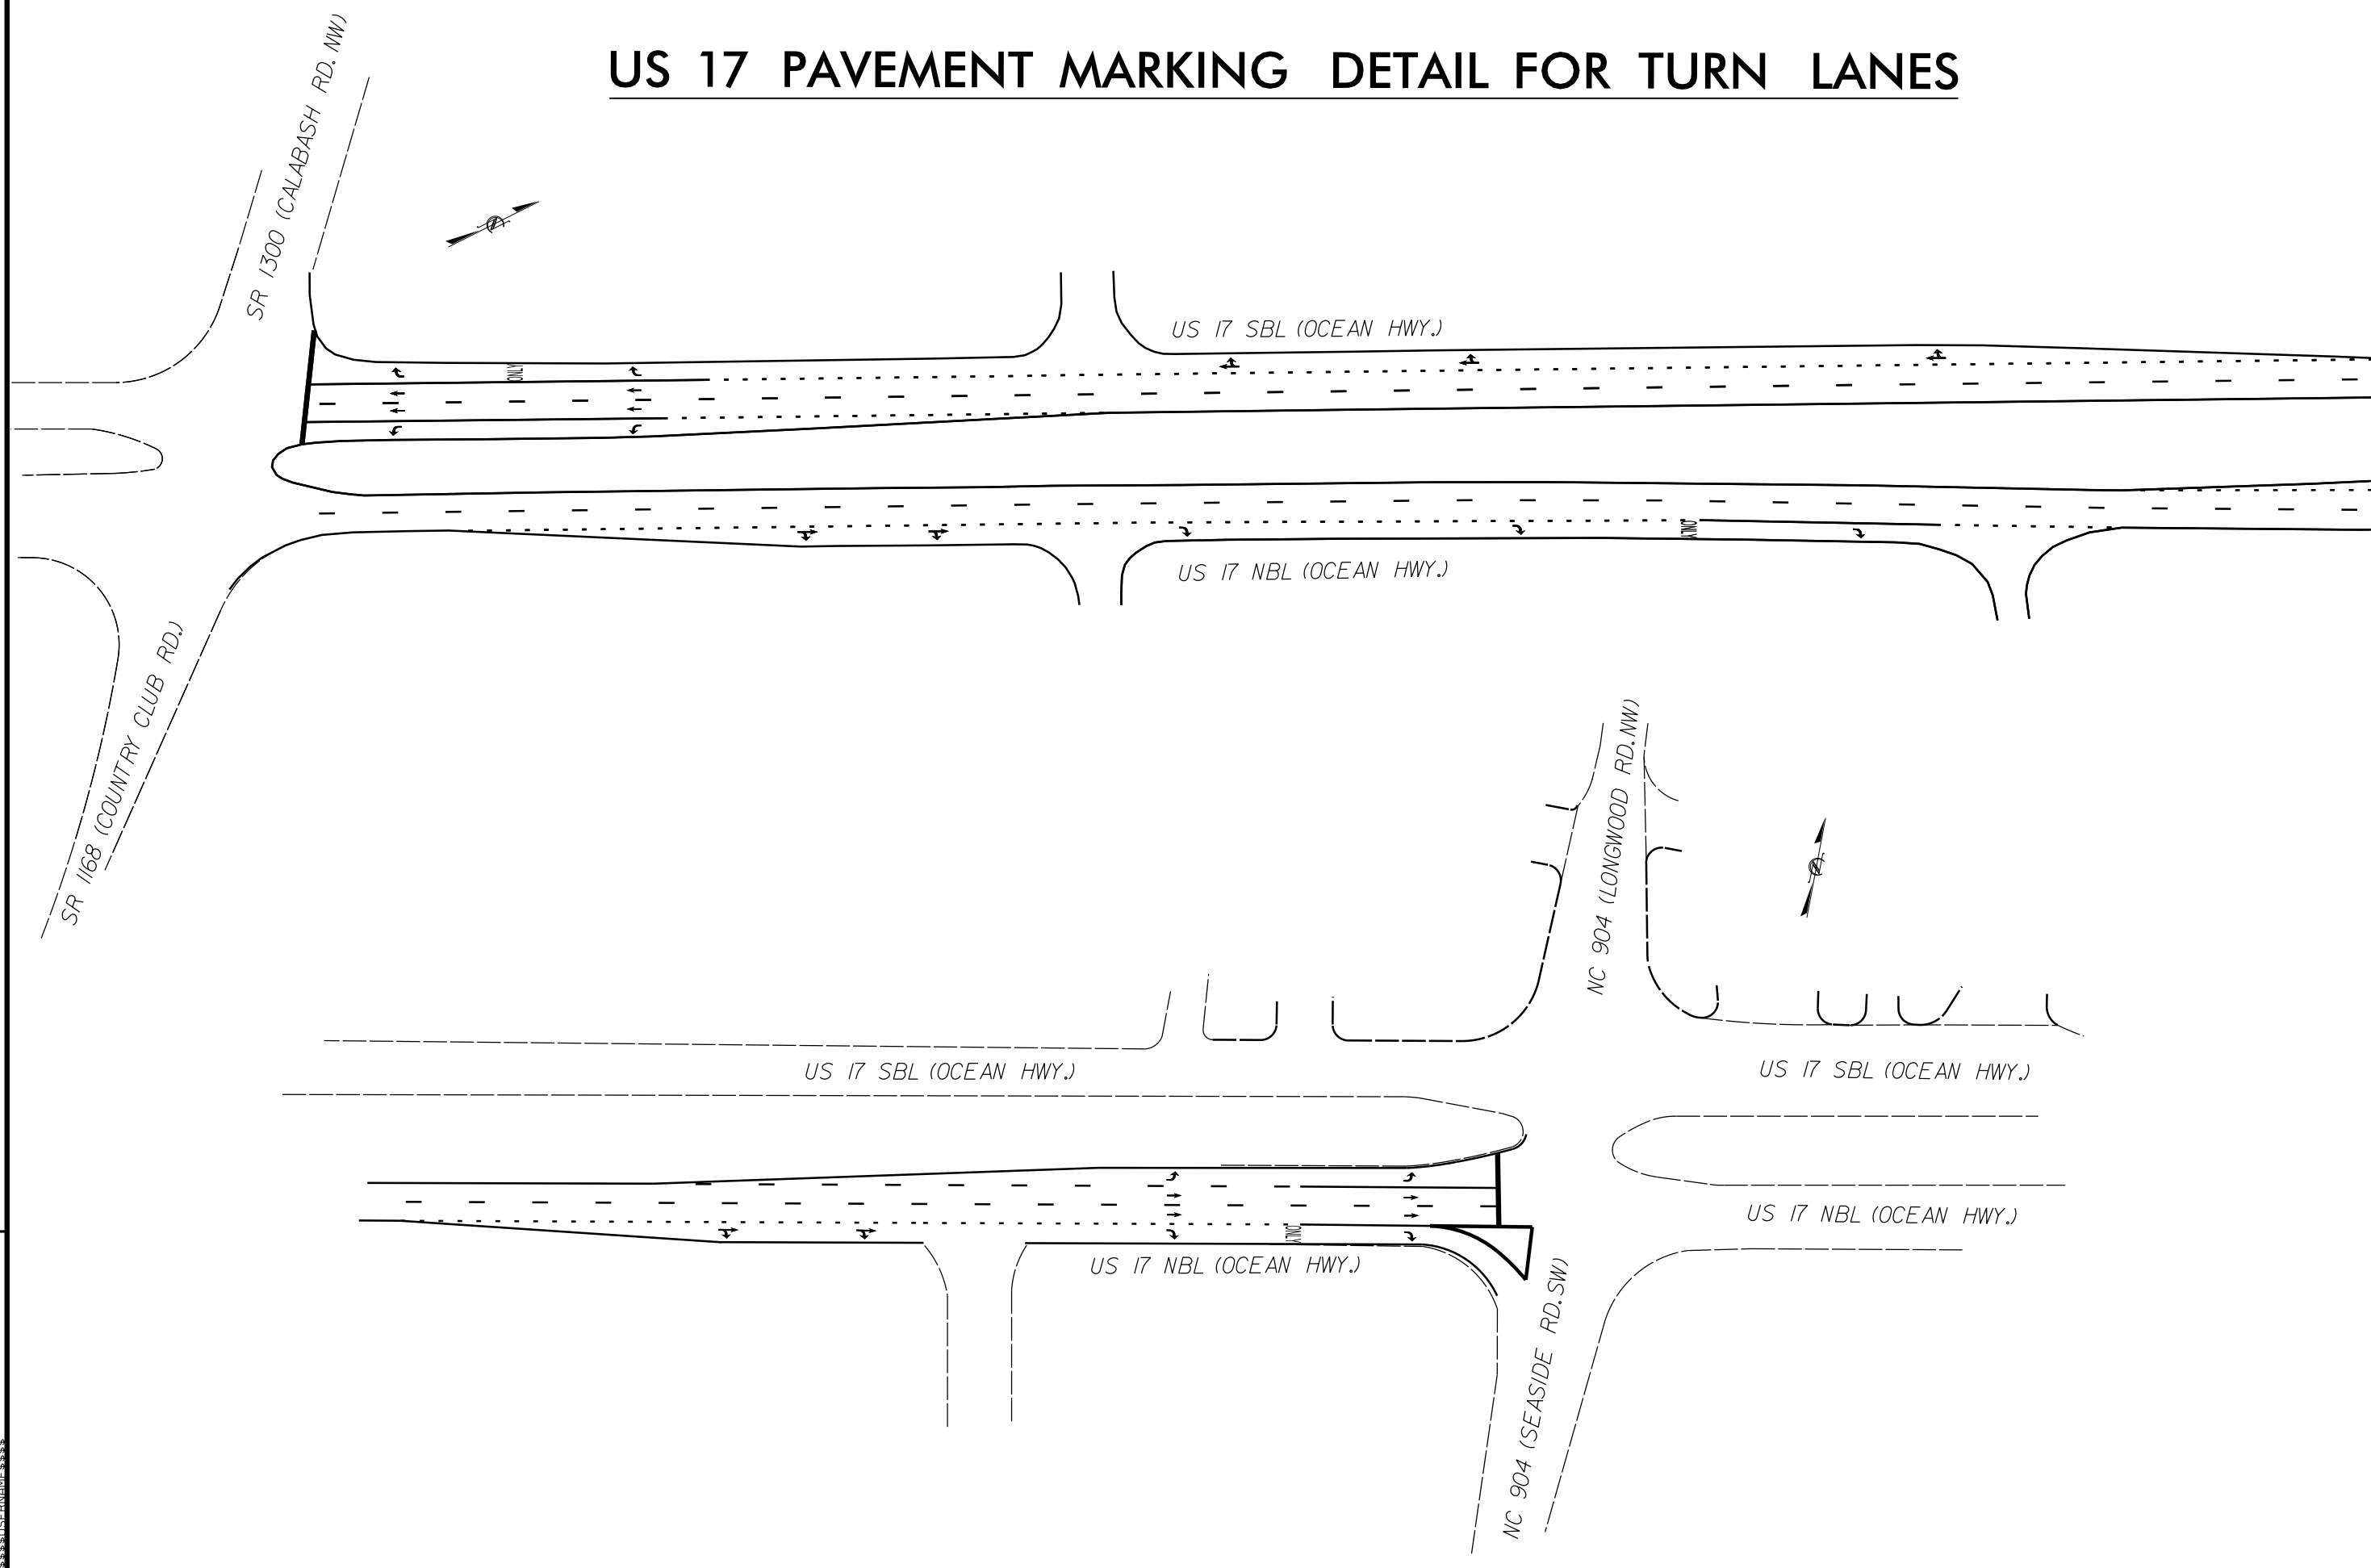 US 17 PAVEMENT MARKING DETAIL FOR TURN LANES
SR 1300 (CALABASH RD. NW)
US 17 SBL (OCEAN HWY.)
ONLY
ONLY
US 17 NBL (OCEAN HWY.)
SR 1168 (COUNTRY CLUB RD.)
NC 904 (LONGWOOD RD. NW)
US 17 SBL (OCEAN HWY.)
US 17 SBL (OCEAN HWY.)
US 17 NBL (OCEAN HWY.)
ONLY
US 17 NBL (OCEAN HWY.)
NC 904 (SEASIDE RD. SW)